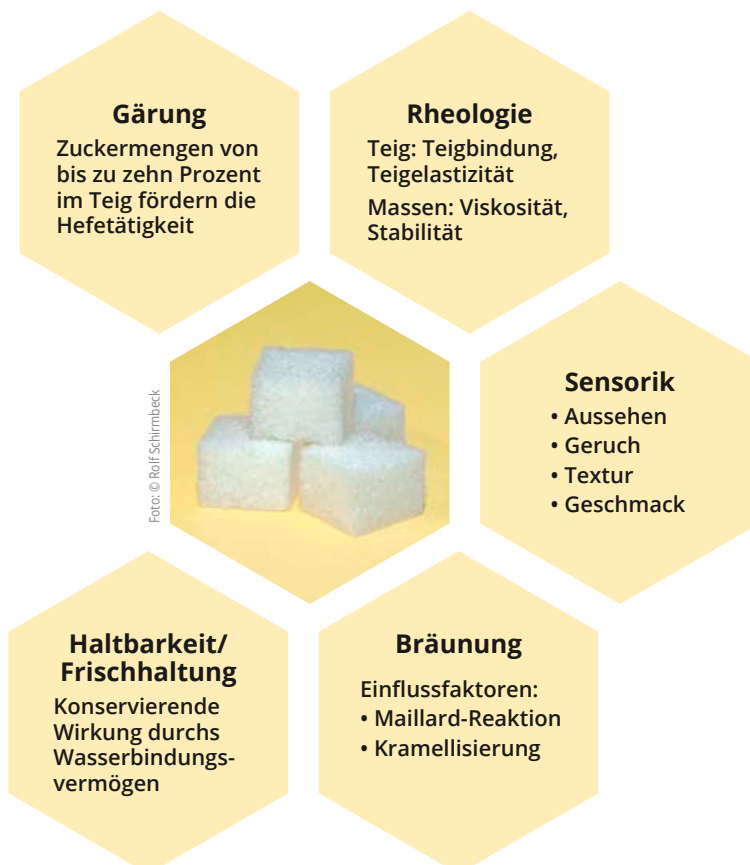 Gärung
Zuckermengen von
bis zu zehn Prozent
im Teig fördern die
Hefetätigkeit
Rheologie
Teig: Teigbindung,
Teigelastizität
Massen: Viskosität,
Stabilität
Foto: © Rolf Schirmbeck
Sensorik
• Aussehen
• Geruch
• Textur
• Geschmack
Haltbarkeit/
Frischhaltung
Konservierende
Wirkung durchs
Wasserbindungs-
vermögen
Bräunung
Einflussfaktoren:
• Maillard-Reaktion
• Kramellisierung